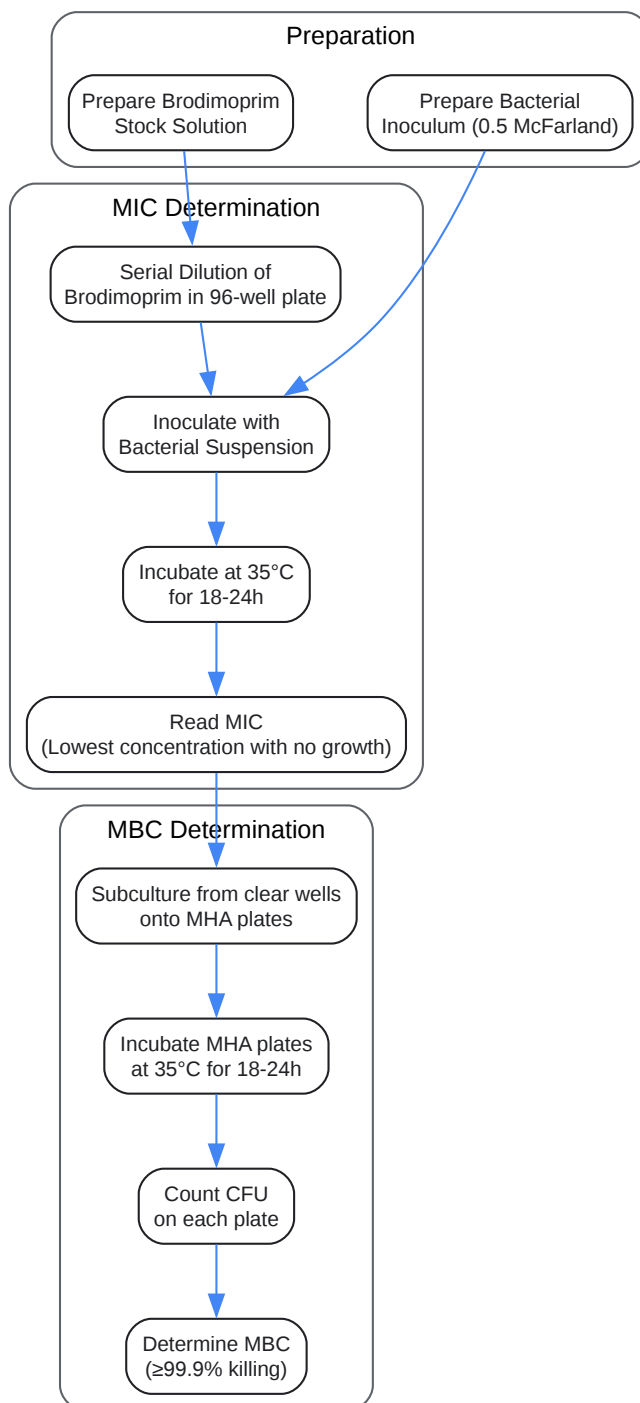 Preparation
Prepare Brodimoprim
Stock Solution
Prepare Bacterial
Inoculum (0.5 McFarland)
MIC Determination
Serial Dilution of
Brodimoprim in 96-well plate
Inoculate with
Bacterial Suspension
Incubate at 35°C
for 18-24h
Read MIC
(Lowest concentration with no growth)
MBC Determination
Subculture from clear wells
onto MHA plates
Incubate MHA plates
at 35°C for 18-24h
Count CFU
on each plate
Determine MBC
(≥99.9% killing)